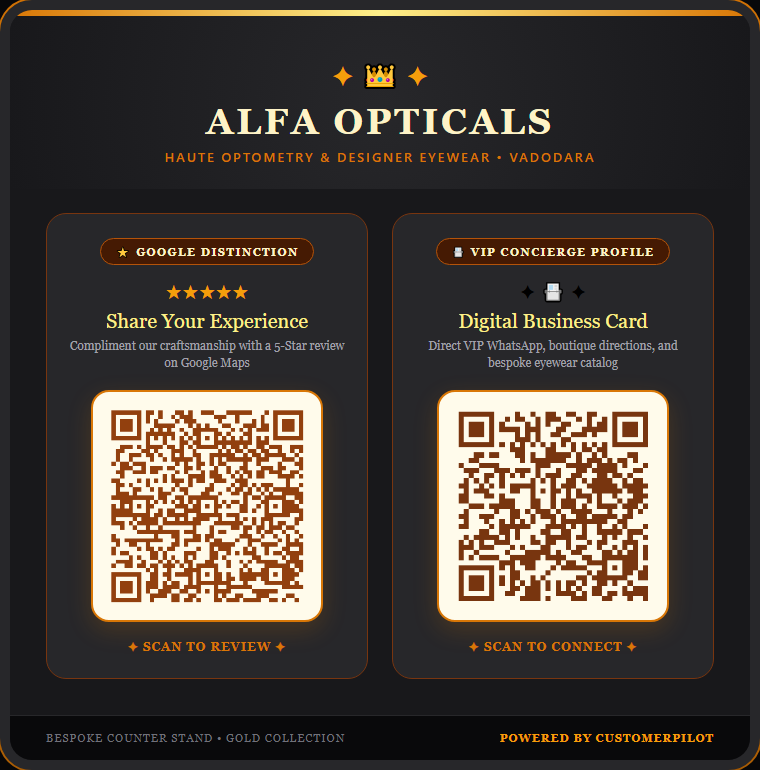 ALFA OPTICALS
HAUTE OPTOMETRY & DESIGNER EYEWEAR • VADODARA
GOOGLE DISTINCTION
Share Your Experience
Compliment our craftsmanship with a 5-Star review
on Google Maps
✦ SCAN TO REVIEW ✦
VIP CONCIERGE PROFILE
Digital Business Card
Direct VIP WhatsApp, boutique directions, and
bespoke eyewear catalog
✦ SCAN TO CONNECT ✦
BESPOKE COUNTER STAND • GOLD COLLECTION
POWERED BY CUSTOMERPILOT